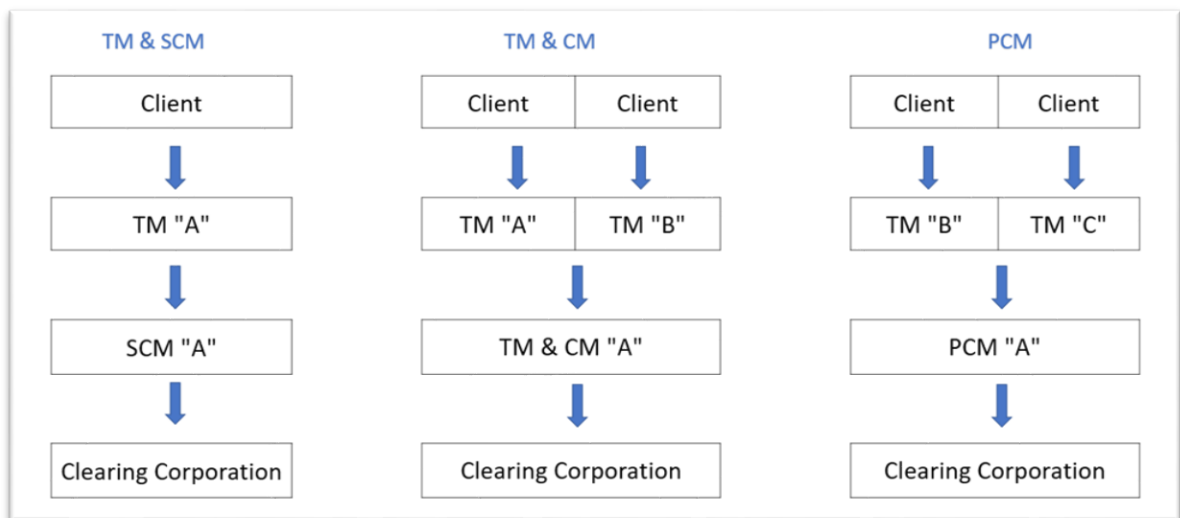 TM & SCM
Client
TM "A"
SCM "A"
Clearing Corporation
TM & CM
Client Client
TM "A" TM "B"
TM & CM "A"
Clearing Corporation
PCM
Client Client
TM "B" TM "C"
PCM "A"
Clearing Corporation